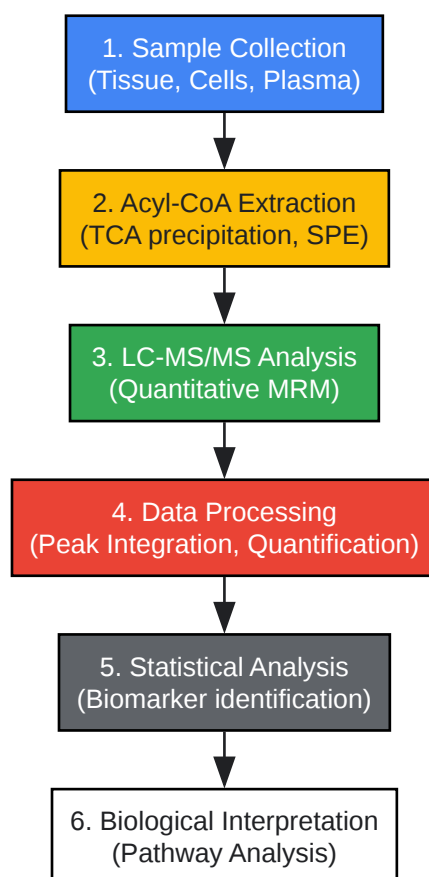 1. Sample Collection
(Tissue, Cells, Plasma)
2. Acyl-CoA Extraction
(TCA precipitation, SPE)
3. LC-MS/MS Analysis
(Quantitative MRM)
4. Data Processing
(Peak Integration, Quantification)
5. Statistical Analysis
(Biomarker identification)
6. Biological Interpretation
(Pathway Analysis)